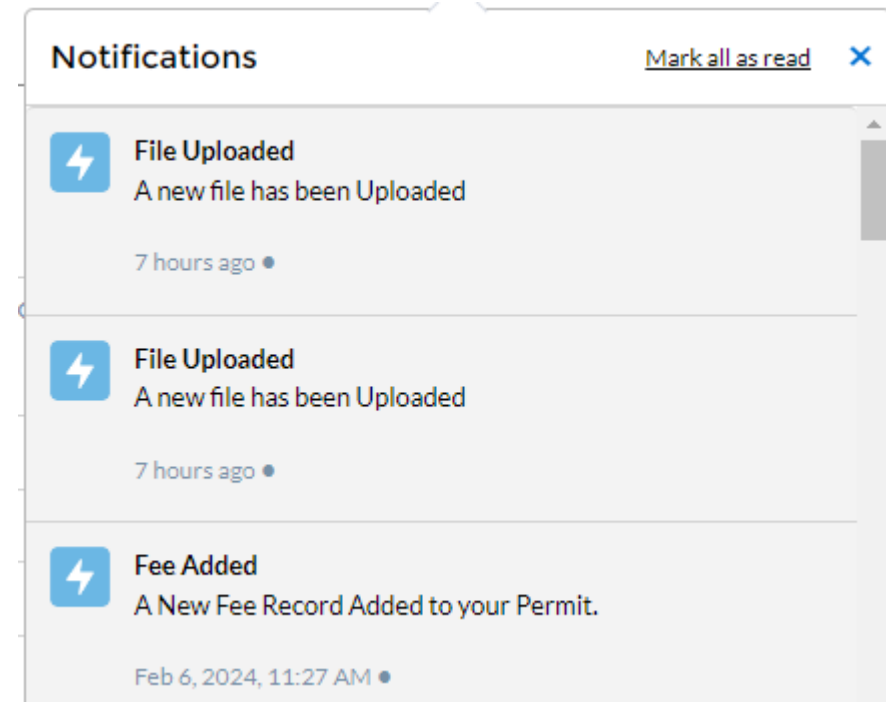 Notifications
Mark all as read
File Uploaded
A new file has been Uploaded
7 hours ago
File Uploaded
A new file has been Uploaded
7 hours ago
Fee Added
A New Fee Record Added to your Permit.
Feb 6, 2024, 11:27 AM